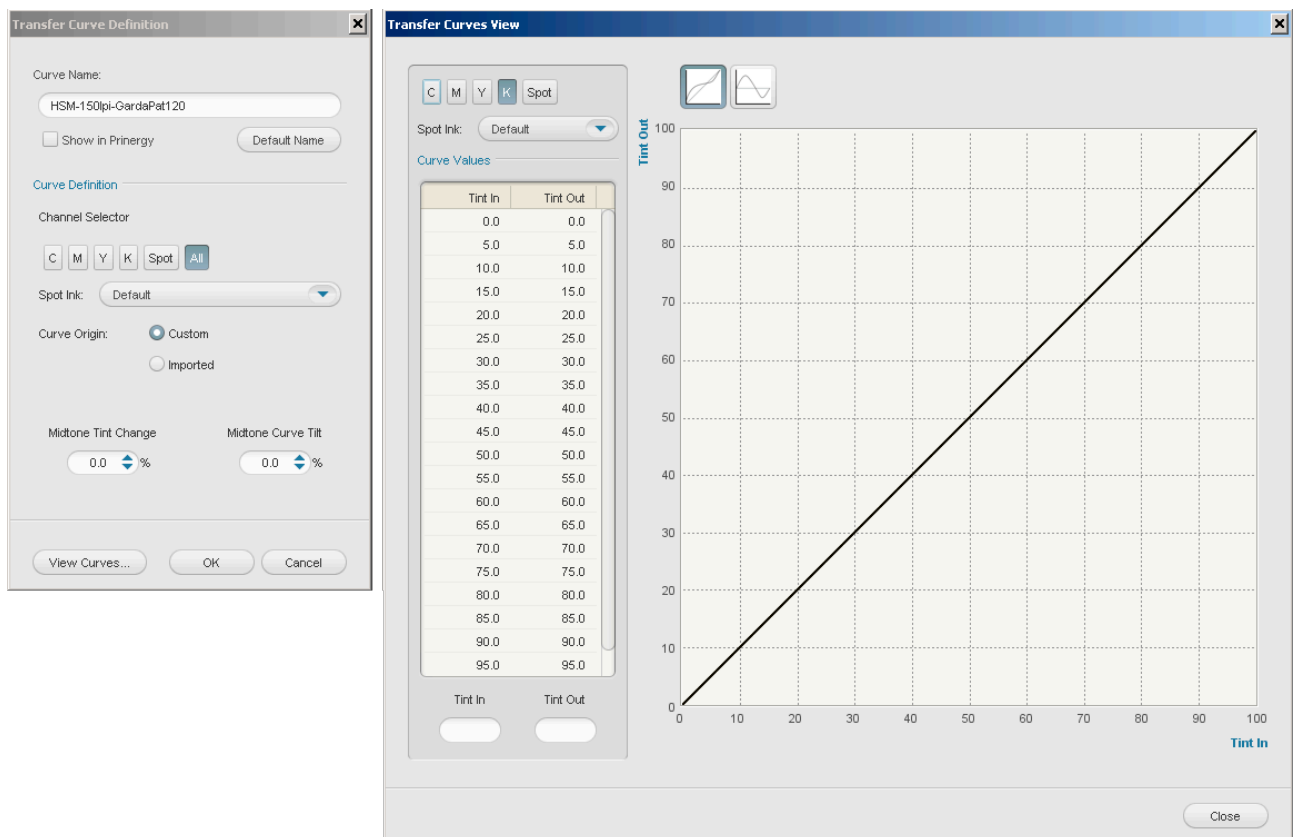 Transfer Curve Definition
Curve Name:
HSM-150lpi-GardaPat120
Show in Prinergy
Default Name
Curve Definition
Channel Selector
C M Y K Spot All
Spot Ink: Default
Curve Origin: Custom
Imported
Midtone Tint Change Midtone Curve Tilt
0.0 % 0.0 %
View Curves... OK Cancel
Transfer Curves View
C M Y K Spot
Spot Ink: Default
Curve Values
Tint In Tint Out
0.0 0.0
5.0 5.0
10.0 10.0
15.0 15.0
20.0 20.0
25.0 25.0
30.0 30.0
35.0 35.0
40.0 40.0
45.0 45.0
50.0 50.0
55.0 55.0
60.0 60.0
65.0 65.0
70.0 70.0
75.0 75.0
80.0 80.0
85.0 85.0
90.0 90.0
95.0 95.0
Tint In Tint Out
Tint Out
100
90
80
70
60
50
40
30
20
10
0
0 10 20 30 40 50 60 70 80 90 100
Tint In
Close